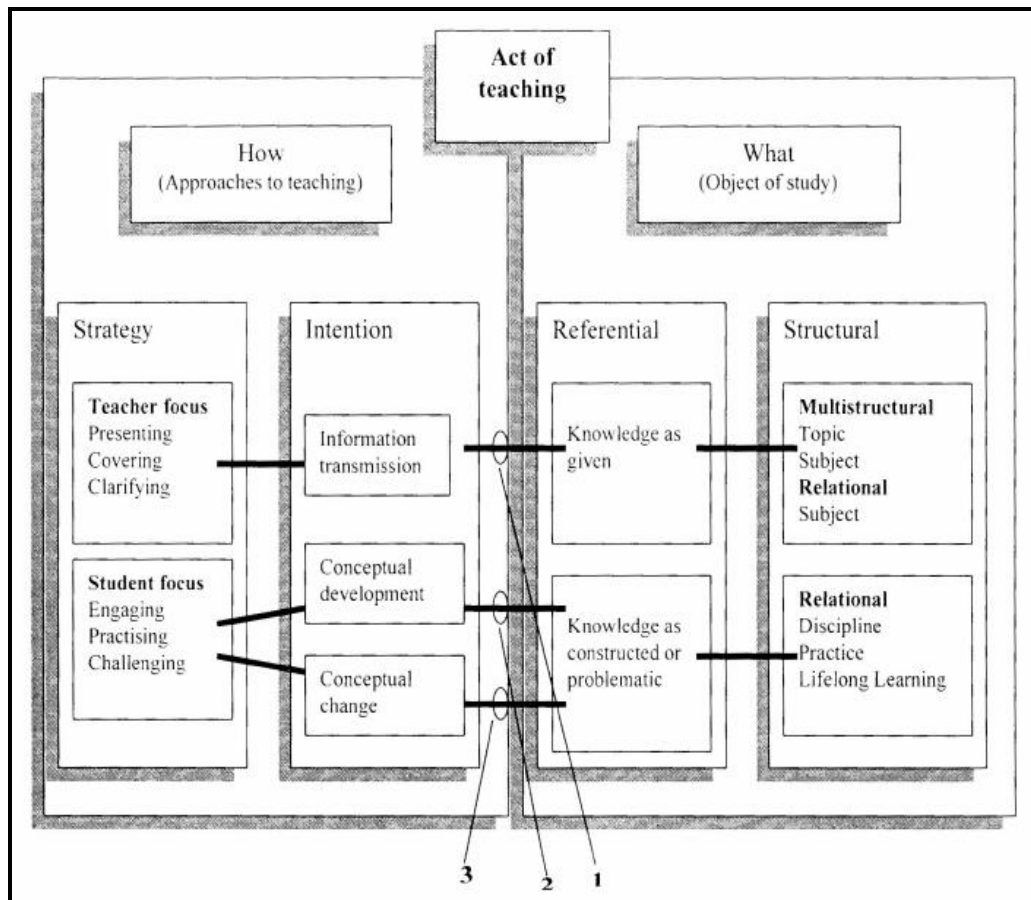 Act of
teaching
How
(Approaches to teaching)
What
(Object of study)
Strategy
Teacher focus
Presenting
Covering
Clarifying
Student focus
Engaging
Practising
Challenging
Intention
Information
transmission
Conceptual
development
Conceptual
change
Referential
Knowledge as
given
Knowledge as
constructed or
problematic
Structural
Multistructural
Topic
Subject
Relational
Subject
Relational
Discipline
Practice
Lifelong Learning
3
2
1